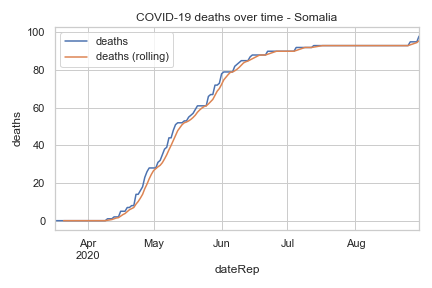 COVID-19 deaths over time - Somalia
deaths
deaths (rolling)
100
80
60
40
20
0
deaths
Apr
2020
May
Jun
Jul
Aug
dateRep